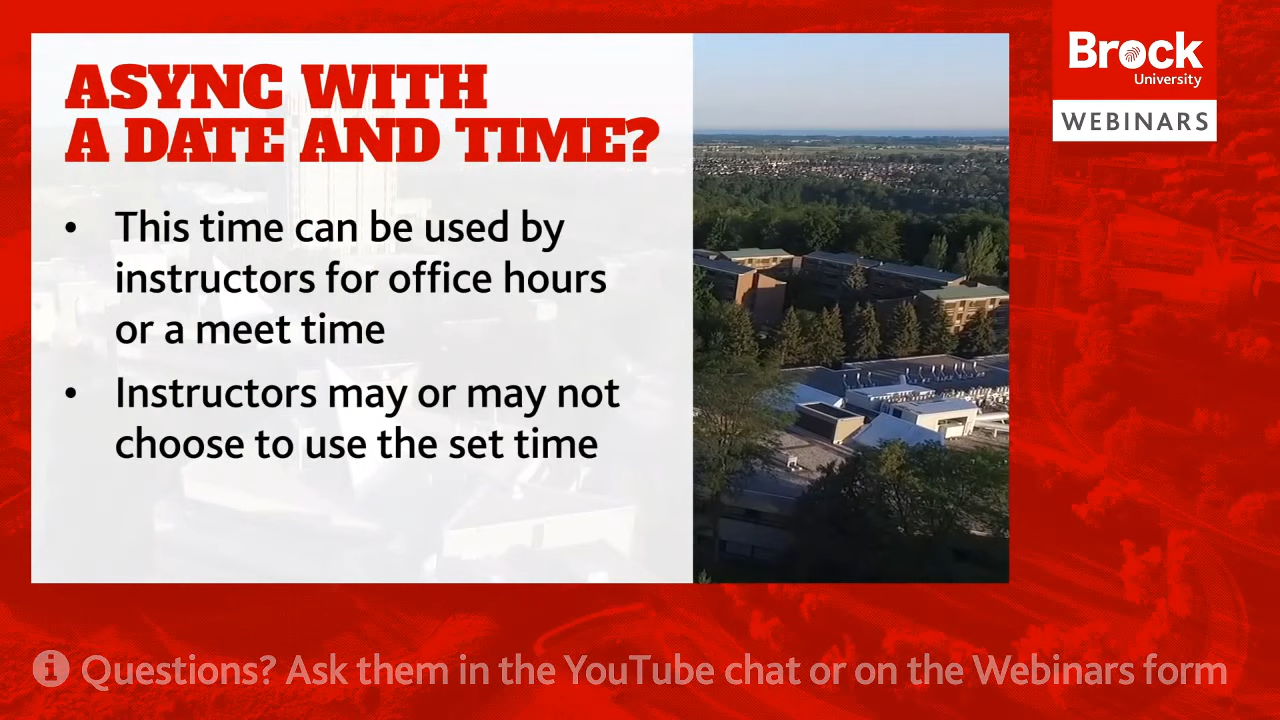 ASYNC WITH
A DATE AND TIME?
• This time can be used by
instructors for office hours
or a meet time
• Instructors may or may not
choose to use the set time
Brock
University
WEBINARS
Questions? Ask them in the YouTube chat or on the Webinars form